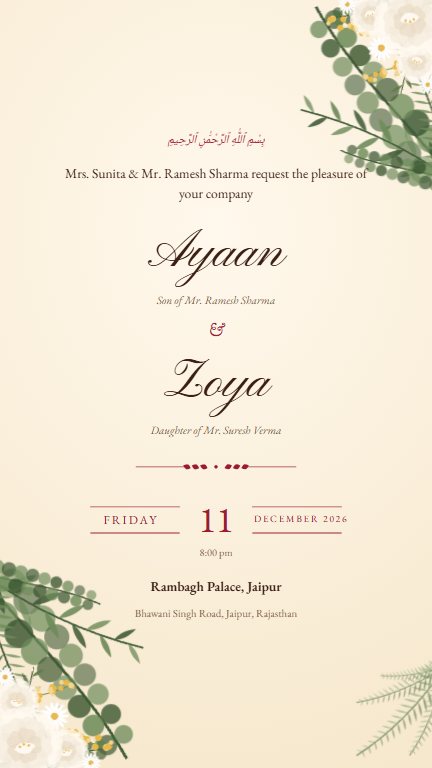 بِسْمِ ٱللَّٰهِ ٱلرَّحْمَٰنِ ٱلرَّحِيمِ
Mrs. Sunita & Mr. Ramesh Sharma request the pleasure of
your company
Ayaan
Son of Mr. Ramesh Sharma
&
Zoya
Daughter of Mr. Suresh Verma
FRIDAY 11 DECEMBER 2026
8:00 pm
Rambagh Palace, Jaipur
Bhawani Singh Road, Jaipur, Rajasthan